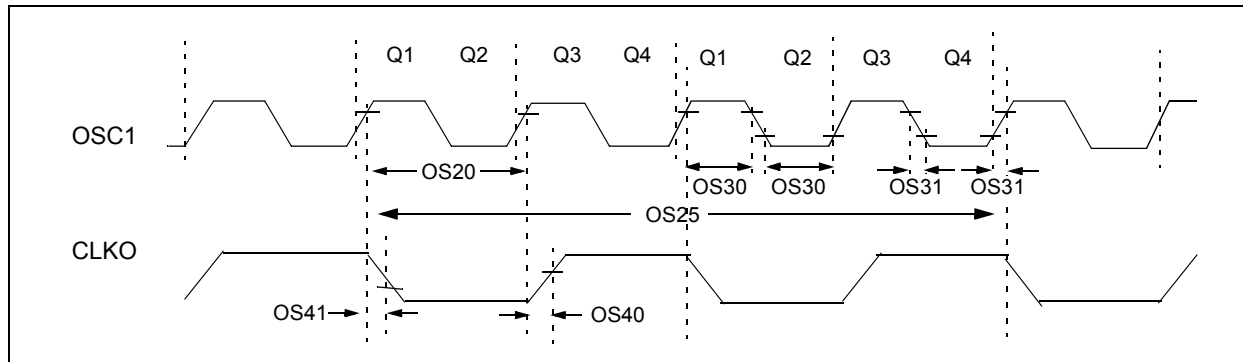 Q1 Q2 Q3 Q4 Q1 Q2 Q3 Q4
OSC1
OS20 OS30 OS30 OS31 OS31
OS25
CLKO
OS41 OS40